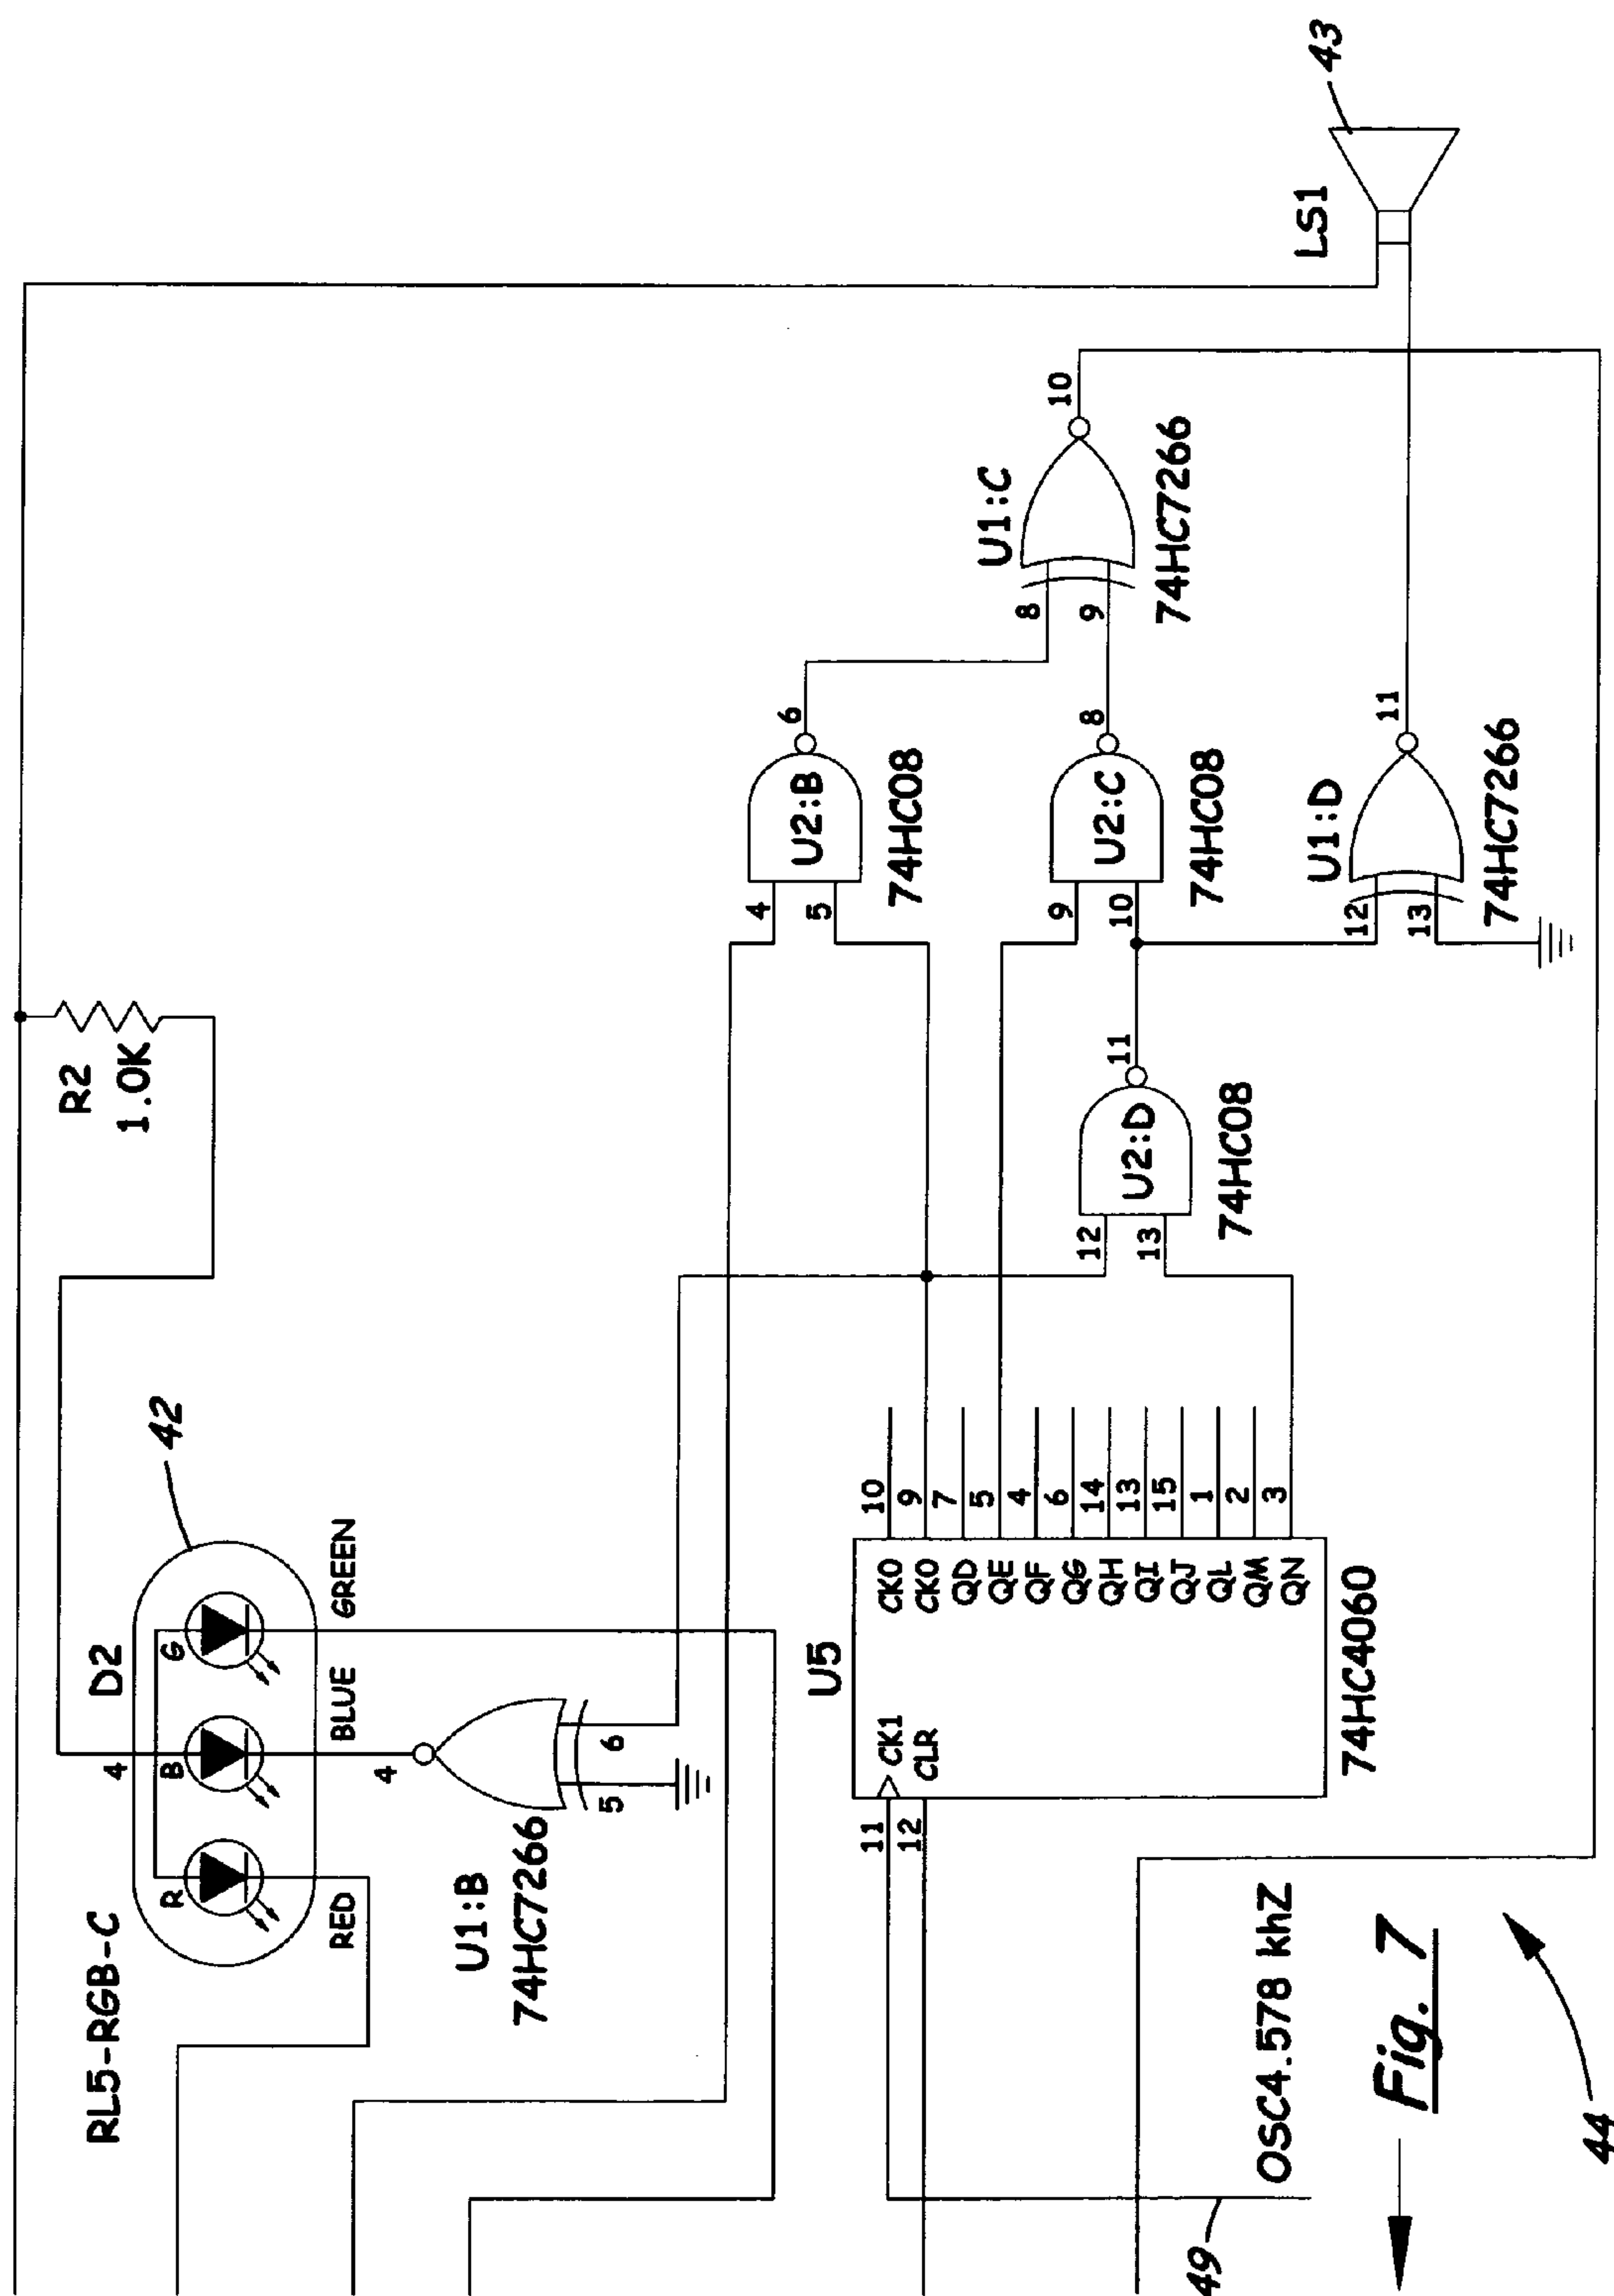 RL5-RGB-C
D2
42
4
R
B
G
RED
BLUE
GREEN
R2
1.0K
4
U1:B
74HC7266
5
6
U5
11
12
CK1
CLR
CKO
CKO
QD
QE
QF
QG
QH
QI
QJ
QL
QM
QN
10
9
7
5
4
6
14
13
15
1
2
3
74HC4060
12
13
U2:D
11
74HC08
4
5
U2:B
6
74HC08
9
10
U2:C
8
74HC08
8
9
U1:C
10
74HC7266
12
13
U1:D
11
74HC7266
LS1
43
49
OSC4.578 khZ
Fig. 7
44